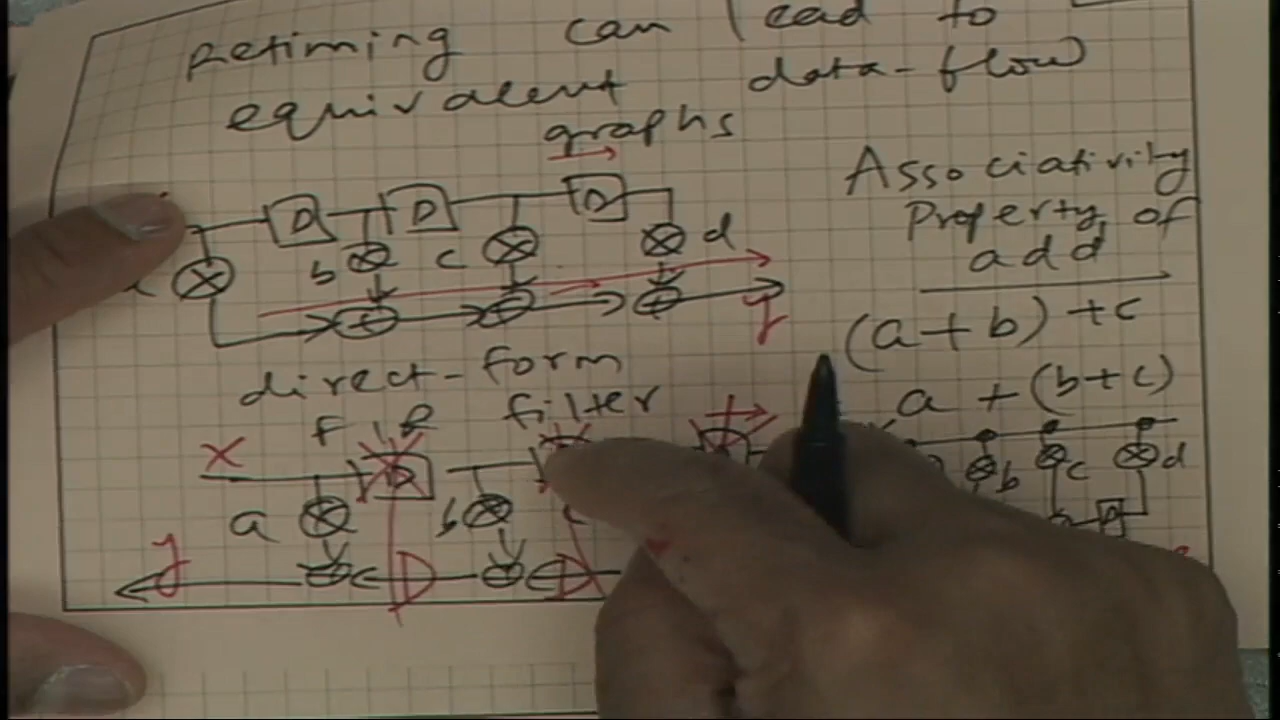 Retiming can lead to
equivalent data-flow
graphs
D D D
b c d
y
direct-form
FIR filter
Associativity
Property of
add
(a+b)+c
a+(b+c)
x D
a b
y D D
b c d
D